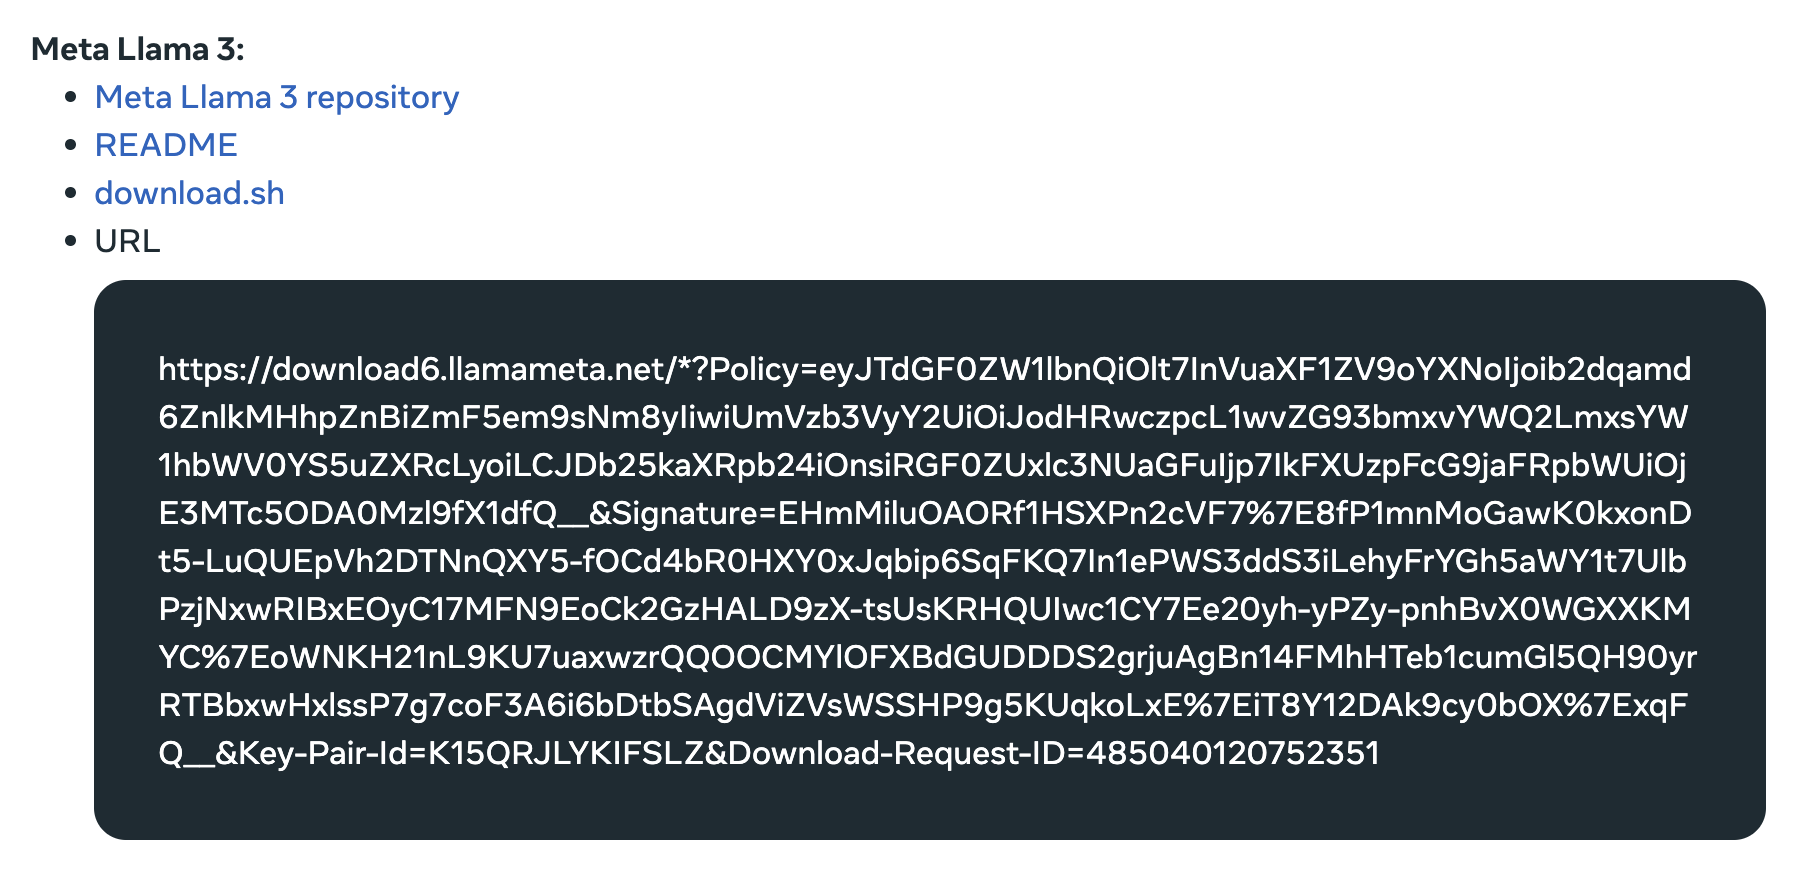 Meta Llama 3:
Meta Llama 3 repository
README
download.sh
URL
https://download6.llamameta.net/*?Policy=eyJTdGF0ZW1lbnQiOlt7InVuaXF1ZV9oYXNoIjoib2dqamd
6ZnlkMHhpZnBiZmF5em9sNm8yIiwiUmVzb3VyY2UiOiJodHRwczpcL1wvZG93bmxvYWQ2LmxsYW
1hbWV0YS5uZXRcLyoiLCJDb25kaXRpb24iOnsiRGF0ZUxlc3NUaGFuIjp7IkFXUzpFcG9jaFRpbWUiOj
E3MTc5ODA0Mzl9fX1dfQ__&Signature=EHmMiluOAORf1HSXPn2cVF7%7E8fP1mnMoGawK0kxonD
t5-LuQUEpVh2DTNnQXY5-fOCd4bR0HXY0xJqbip6SqFKQ7In1ePWS3ddS3iLehyFrYGh5aWY1t7Ulb
PzjNxwRIBxEOyC17MFN9EoCk2GzHALD9zX-tsUsKRHQUIwc1CY7Ee20yh-yPZy-pnhBvX0WGXXKM
YC%7EoWNKH21nL9KU7uaxwzrQQOOCMYlOFXBdGUDDDS2grjuAgBn14FMhHTeb1cumGl5QH90yr
RTBbxwHxlssP7g7coF3A6i6bDtbSAgdViZVsWSSHP9g5KUqkoLxE%7EiT8Y12DAk9cy0bOX%7ExqF
Q__&Key-Pair-Id=K15QRJLYKIFSLZ&Download-Request-ID=485040120752351